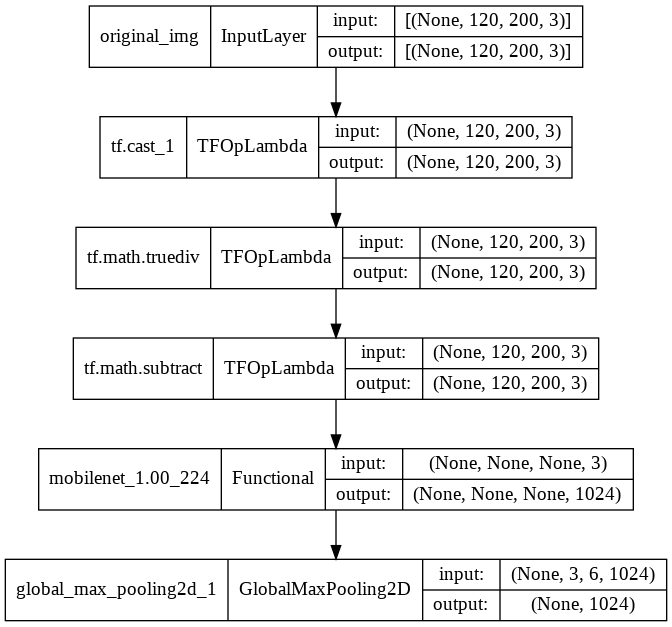 original_img InputLayer input: [(None, 120, 200, 3)]
output: [(None, 120, 200, 3)]
tf.cast_1 TFOpLambda input: (None, 120, 200, 3)
output: (None, 120, 200, 3)
tf.math.truediv TFOpLambda input: (None, 120, 200, 3)
output: (None, 120, 200, 3)
tf.math.subtract TFOpLambda input: (None, 120, 200, 3)
output: (None, 120, 200, 3)
mobilenet_1.00_224 Functional input: (None, None, None, 3)
output: (None, None, None, 1024)
global_max_pooling2d_1 GlobalMaxPooling2D input: (None, 3, 6, 1024)
output: (None, 1024)